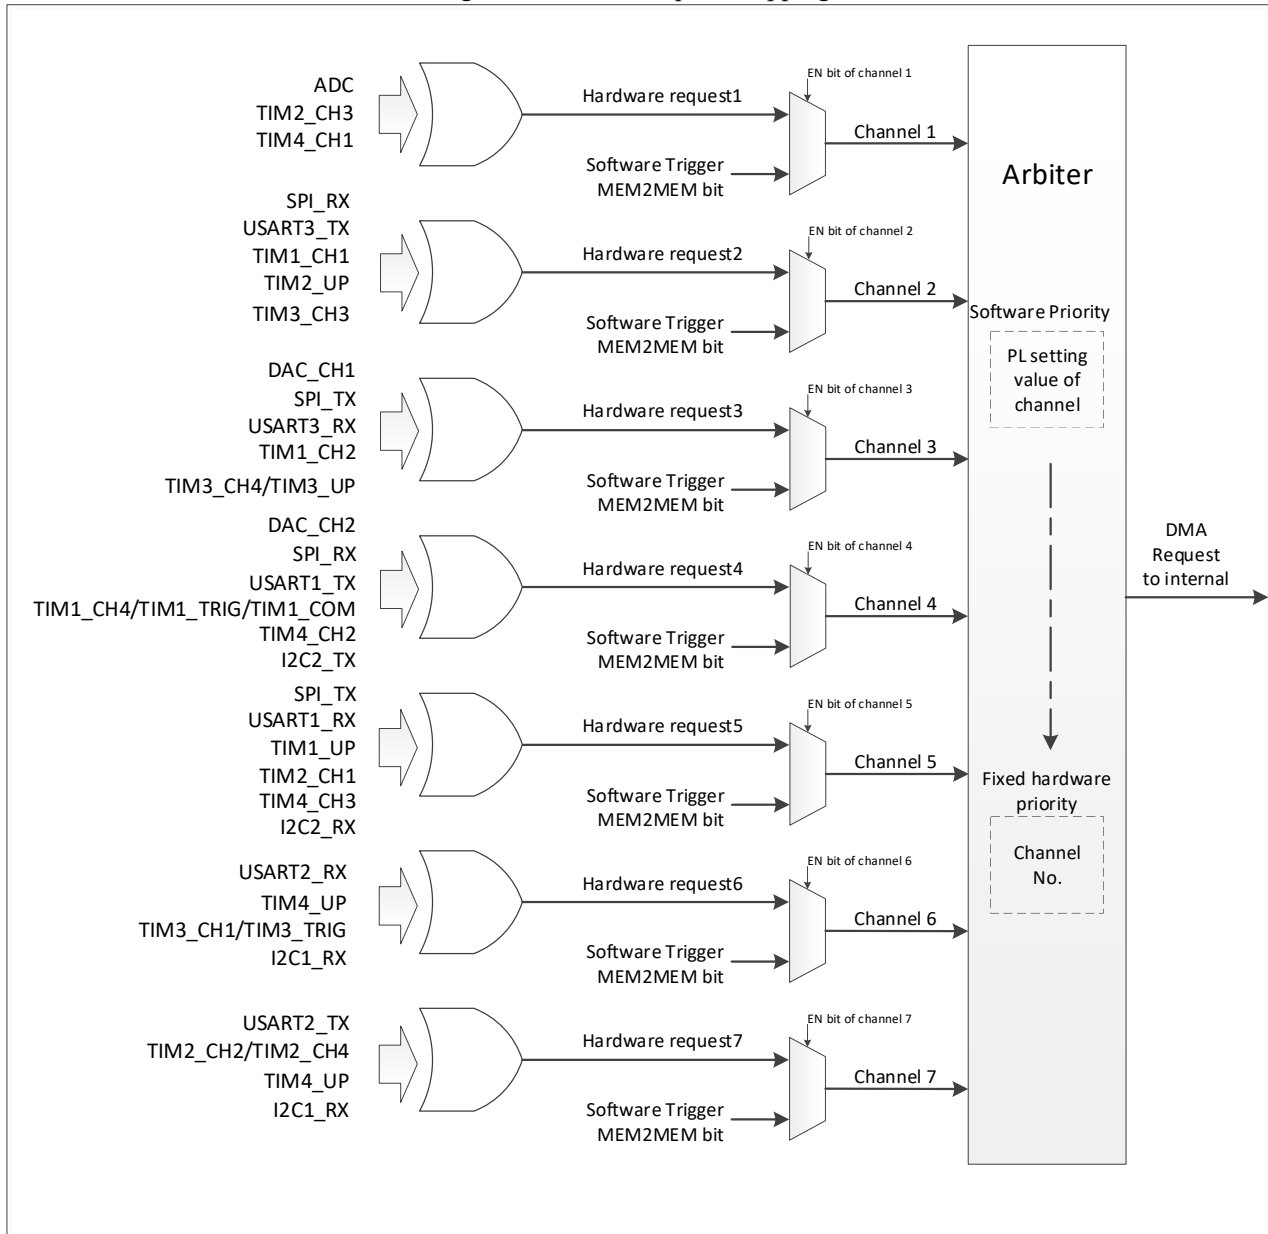 ADC
TIM2_CH3
TIM4_CH1
Hardware request1
EN bit of channel 1
Software Trigger
MEM2MEM bit
Channel 1
SPI_RX
USART3_TX
TIM1_CH1
TIM2_UP
TIM3_CH3
Hardware request2
EN bit of channel 2
Software Trigger
MEM2MEM bit
Channel 2
DAC_CH1
SPI_TX
USART3_RX
TIM1_CH2
TIM3_CH4/TIM3_UP
Hardware request3
EN bit of channel 3
Software Trigger
MEM2MEM bit
Channel 3
DAC_CH2
SPI_RX
USART1_TX
TIM1_CH4/TIM1_TRIG/TIM1_COM
TIM4_CH2
I2C2_TX
Hardware request4
EN bit of channel 4
Software Trigger
MEM2MEM bit
Channel 4
SPI_TX
USART1_RX
TIM1_UP
TIM2_CH1
TIM4_CH3
I2C2_RX
Hardware request5
EN bit of channel 5
Software Trigger
MEM2MEM bit
Channel 5
USART2_RX
TIM4_UP
TIM3_CH1/TIM3_TRIG
I2C1_RX
Hardware request6
EN bit of channel 6
Software Trigger
MEM2MEM bit
Channel 6
USART2_TX
TIM2_CH2/TIM2_CH4
TIM4_UP
I2C1_RX
Hardware request7
EN bit of channel 7
Software Trigger
MEM2MEM bit
Channel 7
Arbiter
Software Priority
PL setting
value of
channel
Fixed hardware
priority
Channel
No.
DMA
Request
to internal